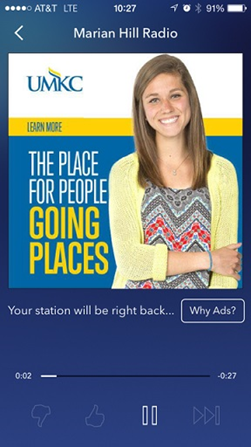 AT&T LTE 10:27 91%
Marian Hill Radio
UMKC
LEARN MORE
THE PLACE
FOR PEOPLE
GOING
PLACES
Your station will be right back... Why Ads?
0:02 -0:27